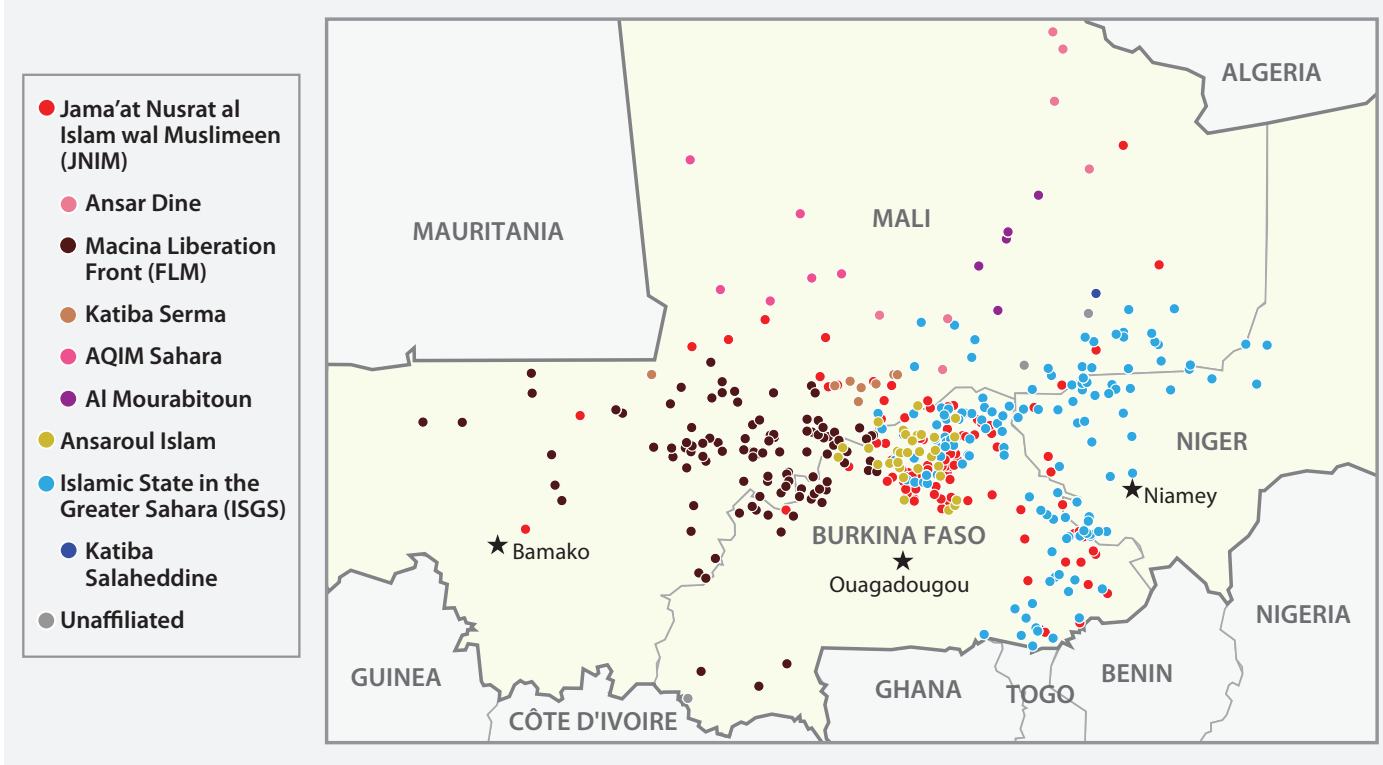 Jama’at Nusrat al
Islam wal Muslimeen
(JNIM)
Ansar Dine
Macina Liberation
Front (FLM)
Katiba Serma
AQIM Sahara
Al Mourabitoun
Ansaroul Islam
Islamic State in the
Greater Sahara (ISGS)
Katiba
Salaheddine
Unaffiliated
ALGERIA
MALI
MAURITANIA
NIGER
Niamey
BURKINA FASO
Bamako
Ouagadougou
NIGERIA
BENIN
GUINEA
GHANA
TOGO
CÔTE D'IVOIRE